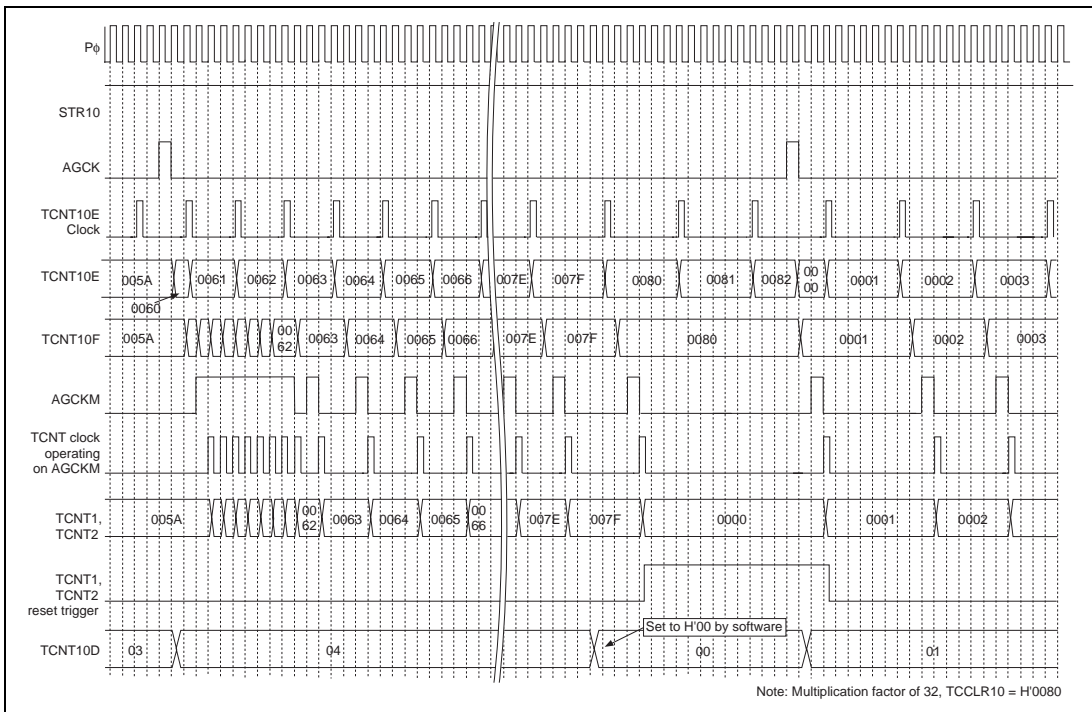 Pφ
STR10
AGCK
TCNT10E
Clock
TCNT10E
005A 0061 0062 0063 0064 0065 0066 007E 007F 0080 0081 0082 00 00 0001 0002 0003
0060
TCNT10F
005A 00 62 0063 0064 0065 0066 007E 007F 0080 0001 0002 0003
AGCKM
TCNT clock
operating
on AGCKM
TCNT1,
TCNT2
005A 00 62 0063 0064 0065 00 66 007E 007F 0000 0001 0002
TCNT1,
TCNT2
reset trigger
Set to H'00 by software
TCNT10D
03 04 00 01
Note: Multiplication factor of 32, TCCLR10 = H'0080